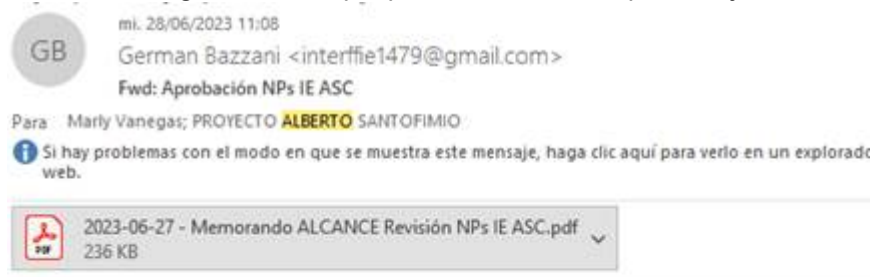 mi. 28/06/2023 11:08
GB
German Bazzani <interffie1479@gmail.com>
Fwd: Aprobación NPs IE ASC
Para Marly Vanegas; PROYECTO ALBERTO SANTOFIMIO
Si hay problemas con el modo en que se muestra este mensaje, haga clic aquí para verlo en un explorado
web.
PDF
2023-06-27 - Memorando ALCANCE Revisión NPs IE ASC.pdf
236 KB